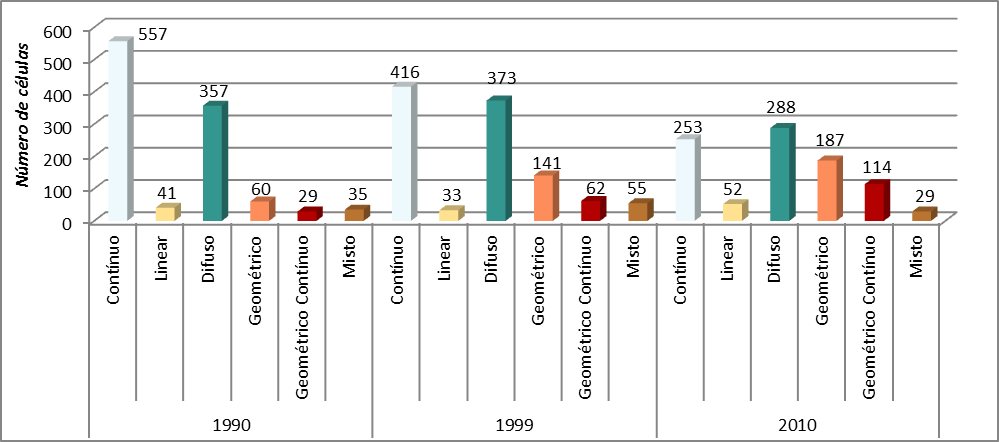 Número de células
600
500
400
300
200
100
0
557
41
357
60
29
35
416
33
373
141
62
55
253
52
288
187
114
29
Contínuo
Linear
Difuso
Geométrico
Geométrico Contínuo
Misto
Contínuo
Linear
Difuso
Geométrico
Geométrico Contínuo
Misto
Contínuo
Linear
Difuso
Geométrico
Geométrico Contínuo
Misto
1990
1999
2010